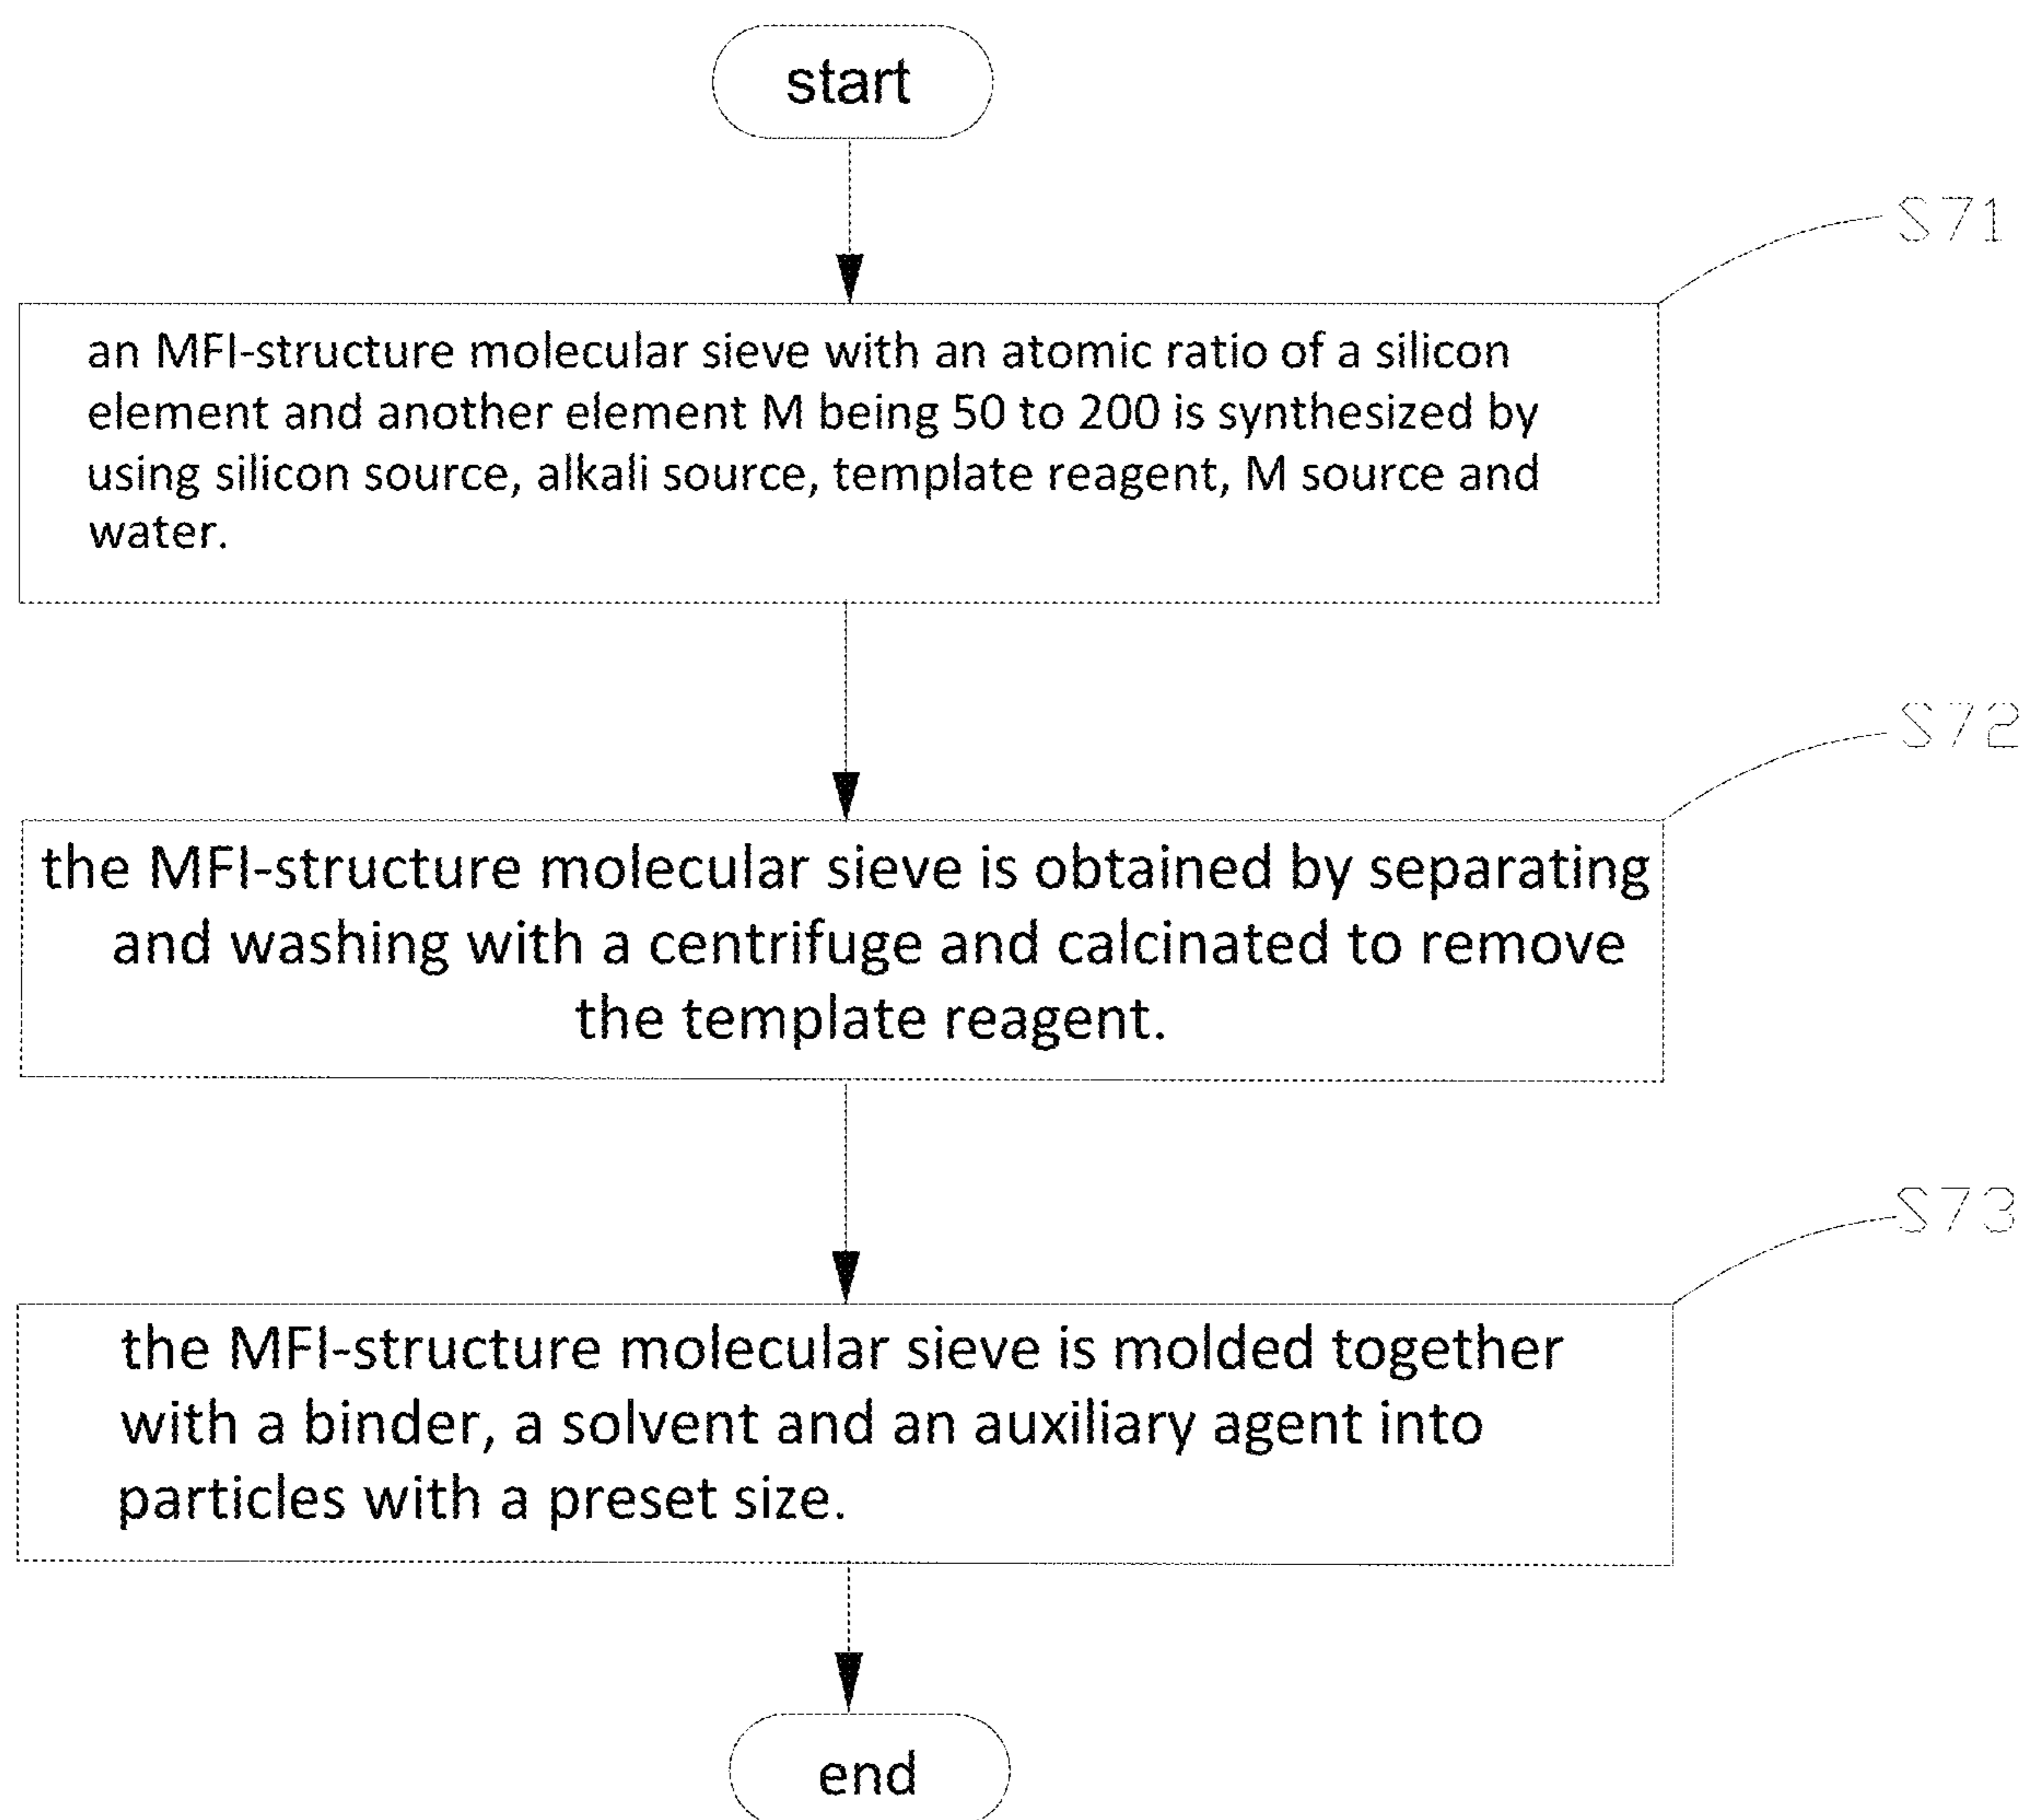 start
S71
an MFI-structure molecular sieve with an atomic ratio of a silicon
element and another element M being 50 to 200 is synthesized by
using silicon source, alkali source, template reagent, M source and
water.
S72
the MFI-structure molecular sieve is obtained by separating
and washing with a centrifuge and calcinated to remove
the template reagent.
S73
the MFI-structure molecular sieve is molded together
with a binder, a solvent and an auxiliary agent into
particles with a preset size.
end